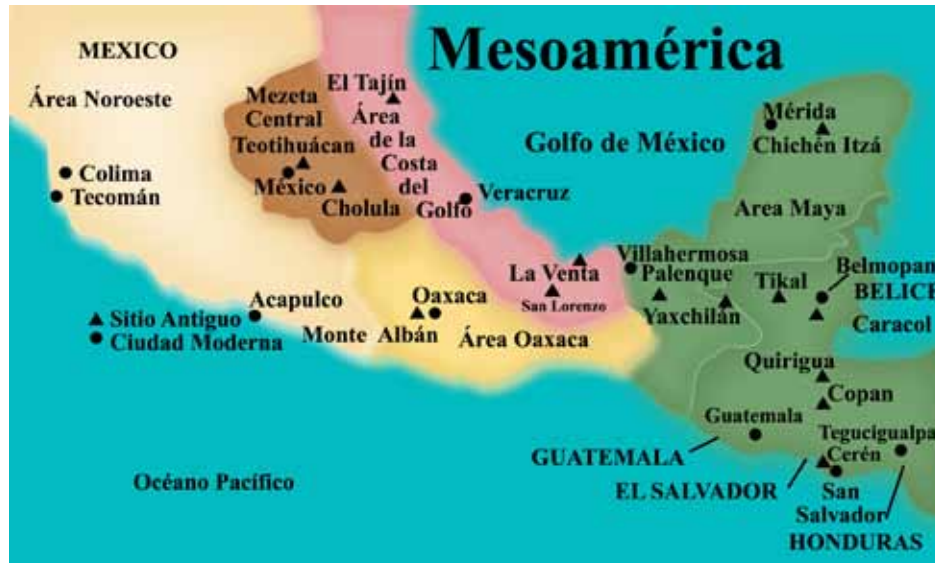 Mesoamérica
MEXICO
Área Noroeste
Mezeta
Central
Teotihuácan
México
Cholula
El Tajín
Área
de la
Costa
del
Golfo
Golfo de México
Mérida
Chichén Itzá
Colima
Tecomán
Veracruz
Area Maya
Villahermosa
Palenque
Yaxchilán
La Venta
San Lorenzo
Tikal
Belmopan
BELICE
Caracol
Acapulco
Oaxaca
Monte Albán
Área Oaxaca
Sitio Antiguo
Ciudad Moderna
Quirigua
Copan
Guatemala
Tegucigualpa
Cerén
GUATEMALA
EL SALVADOR
San
Salvador
HONDURAS
Océano Pacífico